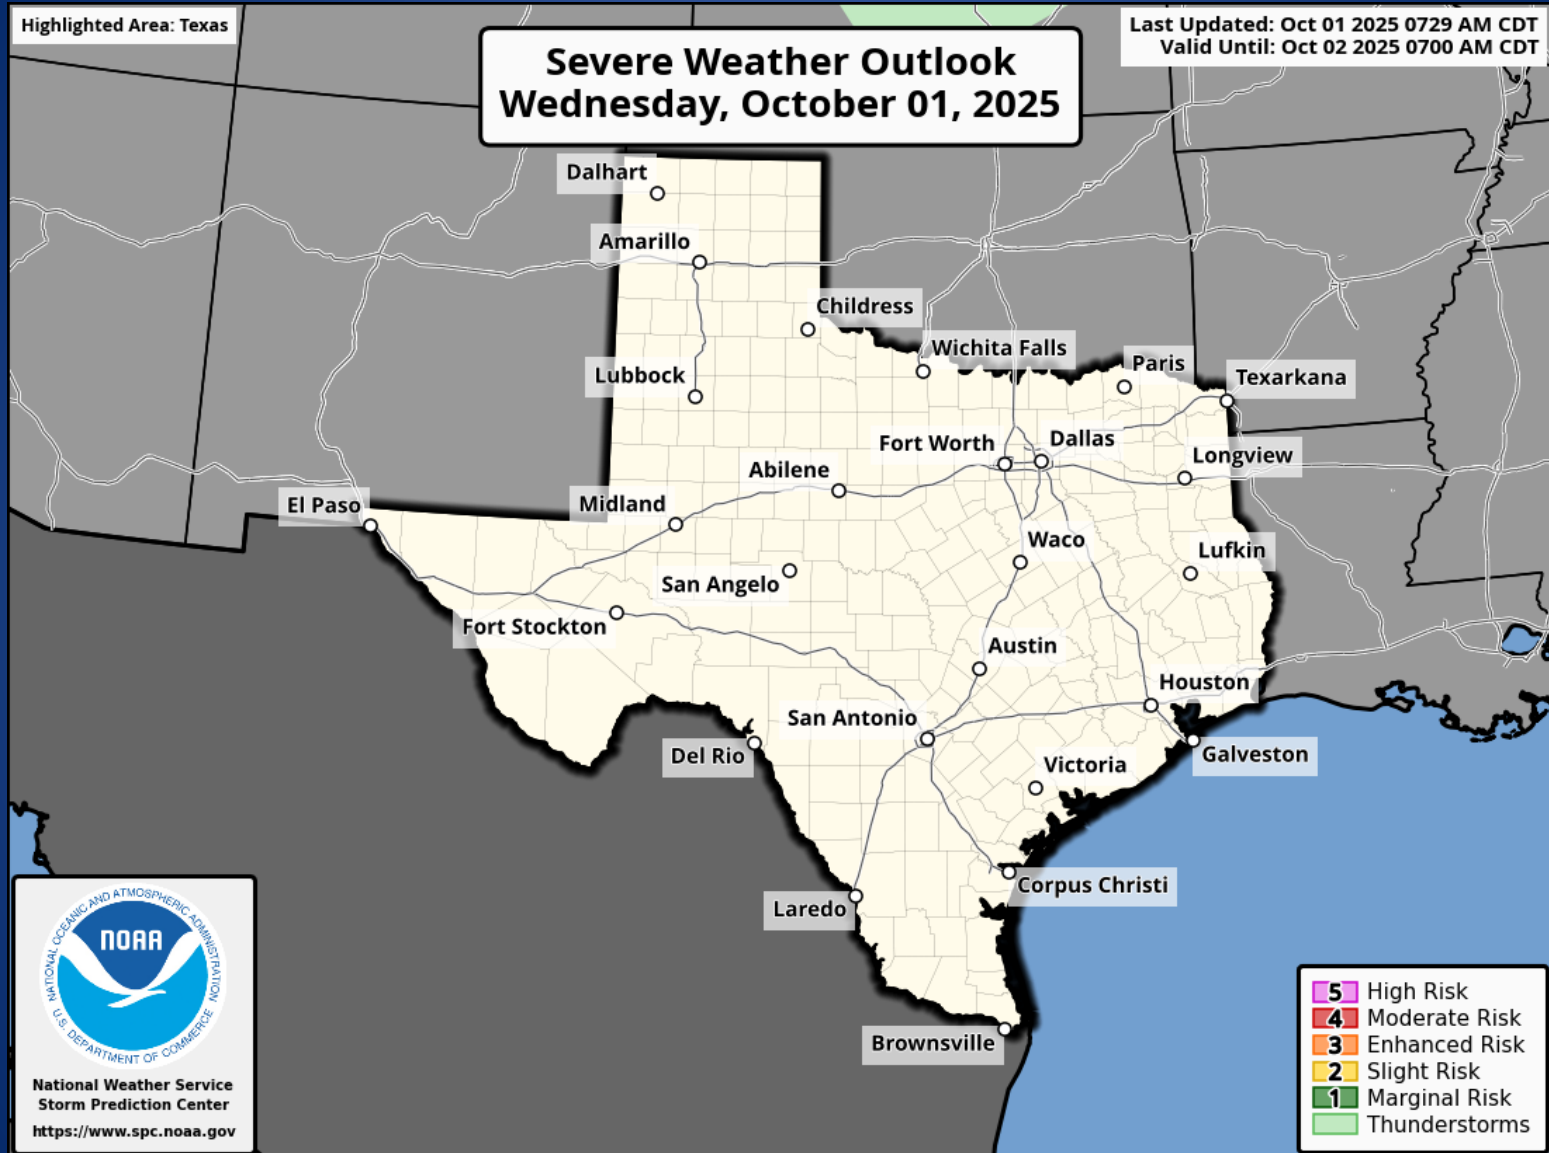 Highlighted Area: Texas
Severe Weather Outlook
Wednesday, October 01, 2025
Last Updated: Oct 01 2025 0729 AM CDT
Valid Until: Oct 02 2025 0700 AM CDT
Dalhart
Amarillo
Childress
Wichita Falls
Paris
Texarkana
Lubbock
Fort Worth
Dallas
Longview
Abilene
Midland
El Paso
Waco
Lufkin
San Angelo
Fort Stockton
Austin
Houston
San Antonio
Del Rio
Galveston
Victoria
Corpus Christi
Laredo
Brownsville
NATIONAL OCEANIC AND ATMOSPHERIC ADMINISTRATION
NOAA
U.S. DEPARTMENT OF COMMERCE
National Weather Service
Storm Prediction Center
https://www.spc.noaa.gov
5 High Risk
4 Moderate Risk
3 Enhanced Risk
2 Slight Risk
1 Marginal Risk
Thunderstorms